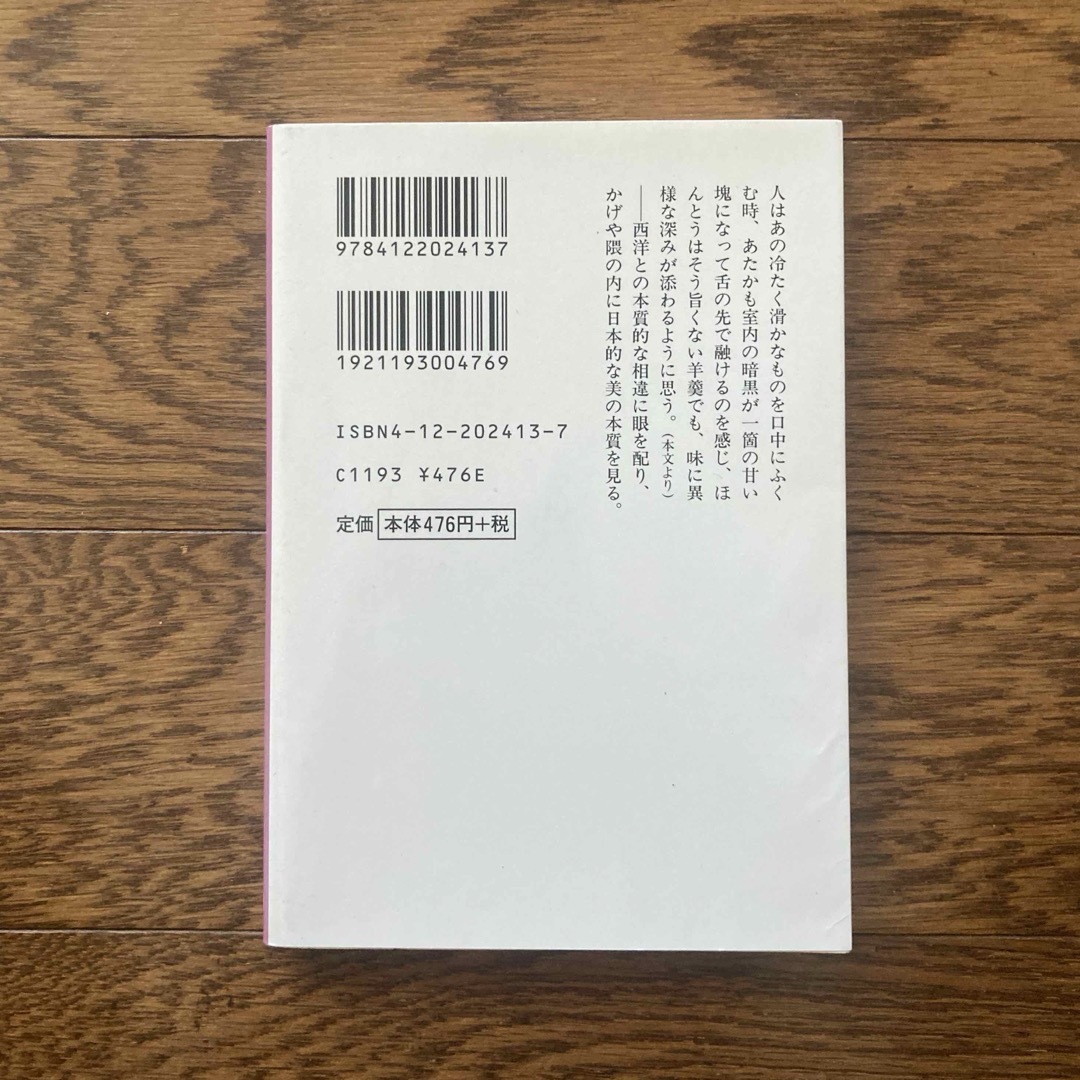 人はあの冷たく滑かなものを口中にふく
む時、あたかも室内の暗黒が一箇の甘い
塊になって舌の先で融けるのを感じ、ほ
んとうはそう旨くない羊羹でも、味に異
様な深みが添わるように思う。（本文より）
――西洋との本質的な相違に眼を配り、
かげや隈の内に日本的な美の本質を見る。
9784122024137
1921193004769
ISBN4-12-202413-7
C1193 ¥476E
定価 本体476円+税